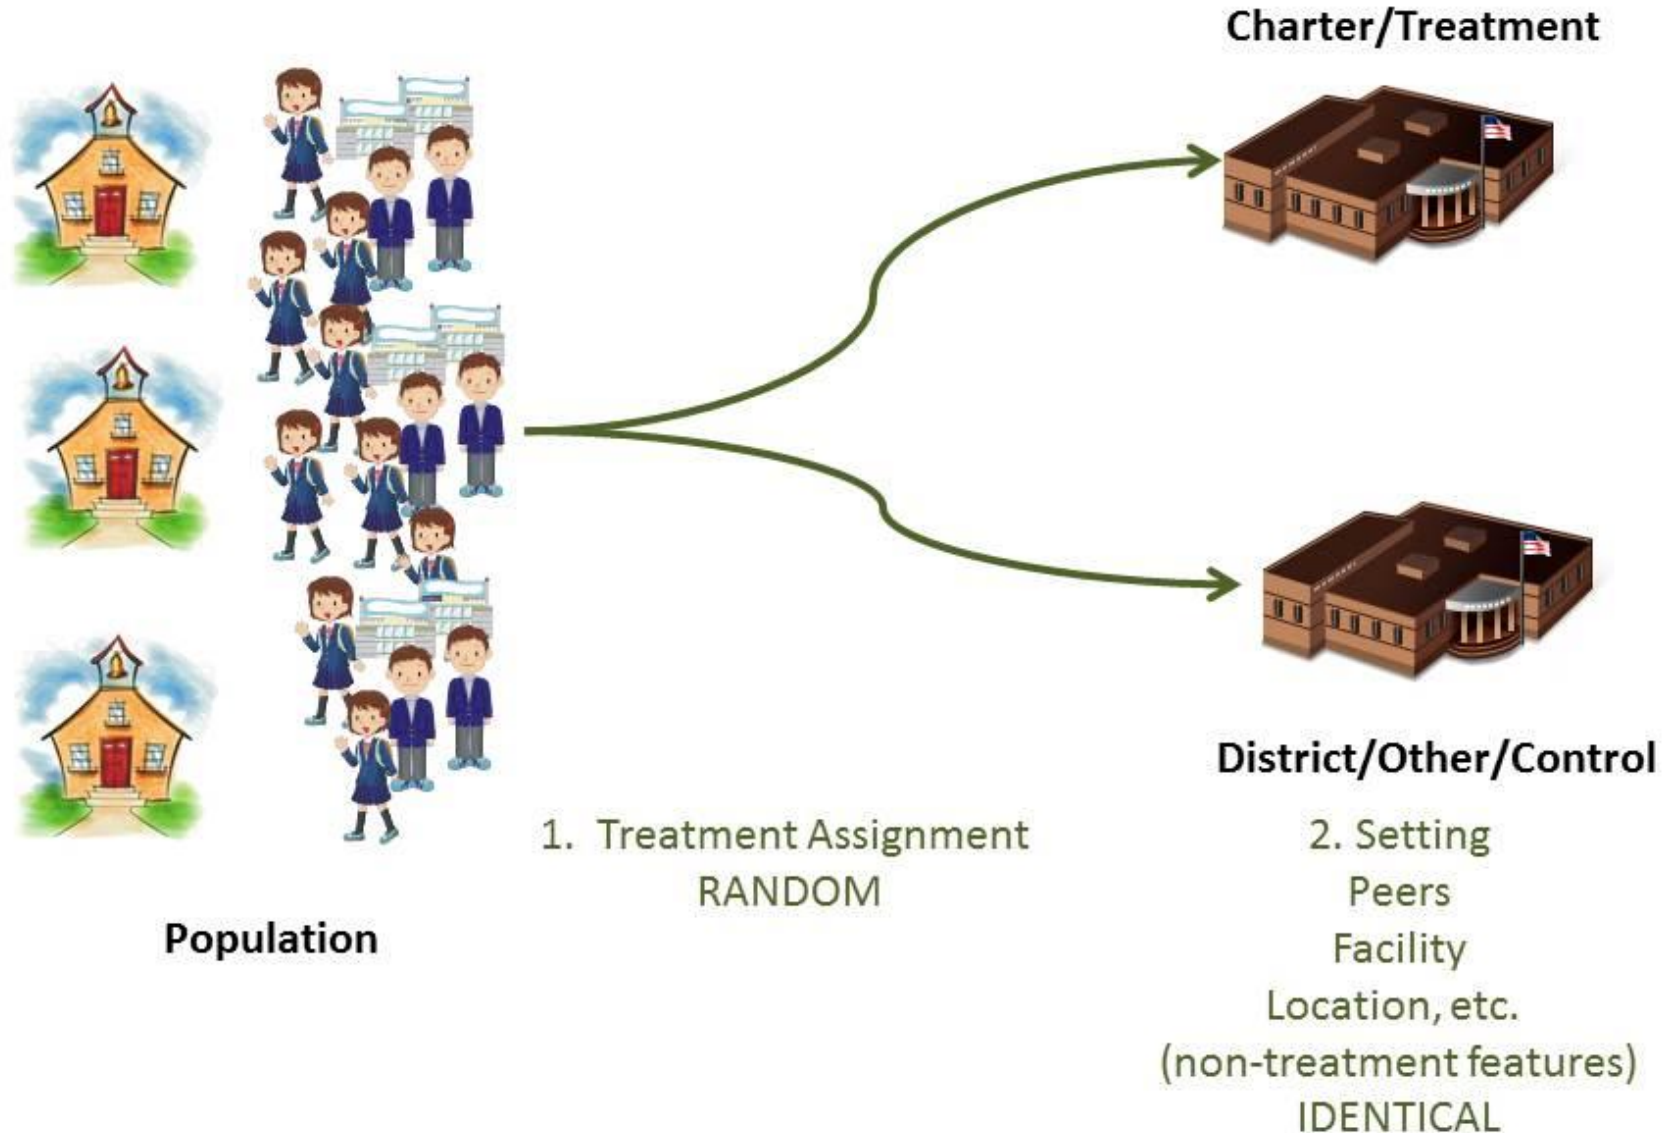 Charter/Treatment
District/Other/Control
1. Treatment Assignment
RANDOM
2. Setting
Peers
Facility
Location, etc.
(non-treatment features)
IDENTICAL
Population